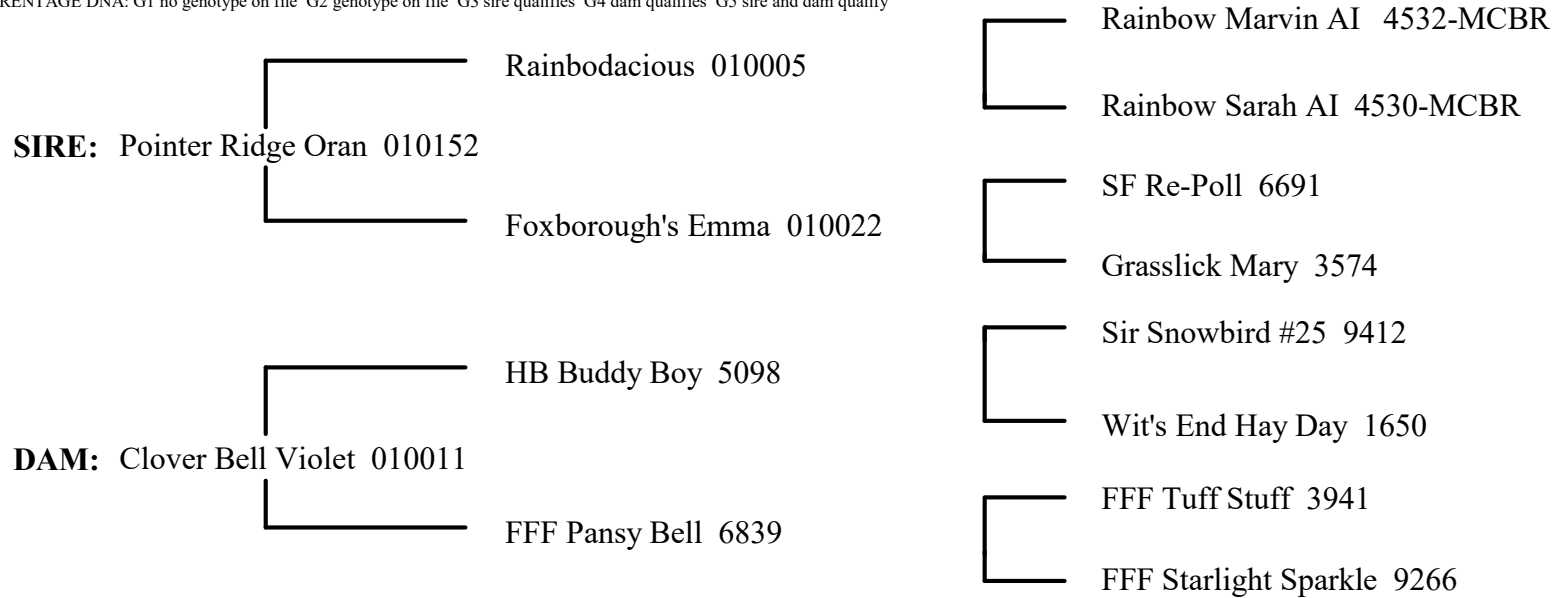 G1 no genotype on file G2 genotype on file G3 sire qualifies G4 dam qualifies G5 sire and dam qualify
Rainbow Marvin AI 4532-MCBR
Rainbodacious 010005
Rainbow Sarah AI 4530-MCBR
SIRE: Pointer Ridge Oran 010152
SF Re-Poll 6691
Foxborough's Emma 010022
Grasslick Mary 3574
Sir Snowbird #25 9412
HB Buddy Boy 5098
Wit's End Hay Day 1650
DAM: Clover Bell Violet 010011
FFF Tuff Stuff 3941
FFF Pansy Bell 6839
FFF Starlight Sparkle 9266